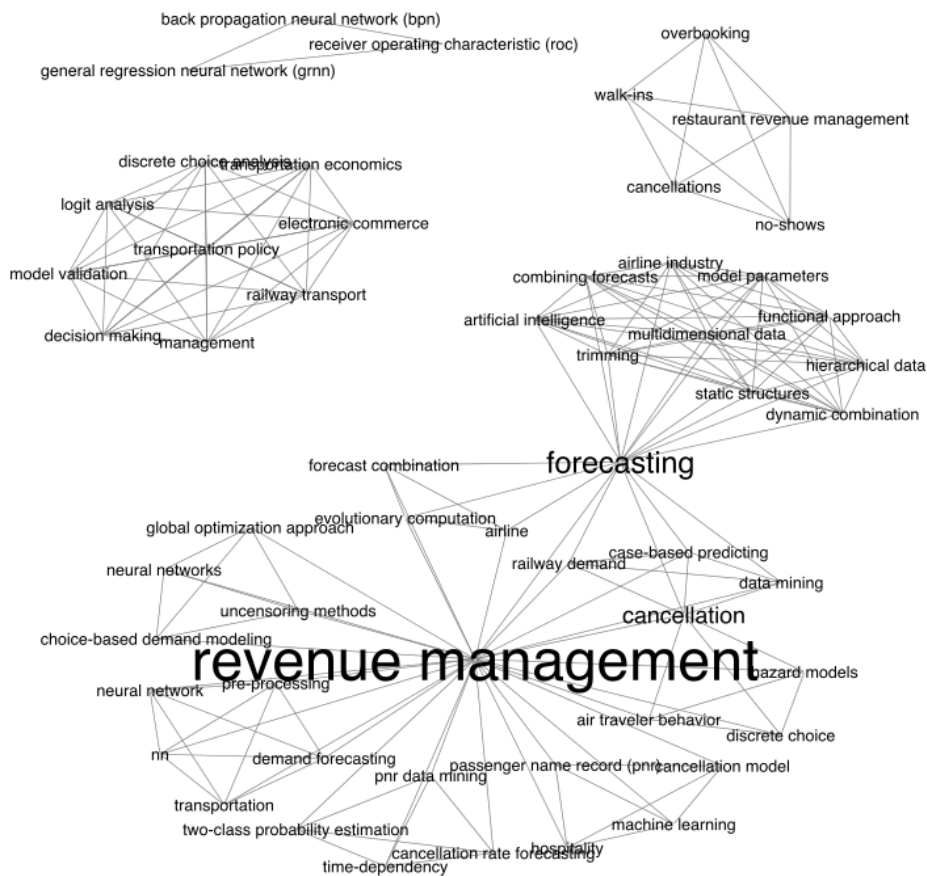 back propagation neural network (bpn)
receiver operating characteristic (roc)
general regression neural network (grnn)
overbooking
walk-ins
restaurant revenue management
cancellations
no-shows
discrete choice analysis
transportation economics
logit analysis
electronic commerce
transportation policy
model validation
railway transport
decision making
management
airline industry
combining forecasts
model parameters
artificial intelligence
functional approach
multidimensional data
trimming
hierarchical data
static structures
dynamic combination
forecasting
forecast combination
evolutionary computation
airline
global optimization approach
case-based predicting
railway demand
neural networks
data mining
uncensoring methods
cancellation
choice-based demand modeling
revenue management
hazard models
neural network
pre-processing
air traveler behavior
discrete choice
nn
demand forecasting
passenger name record (pnr)
cancellation model
pnr data mining
transportation
machine learning
two-class probability estimation
hospitality
cancellation rate forecasting
time-dependency